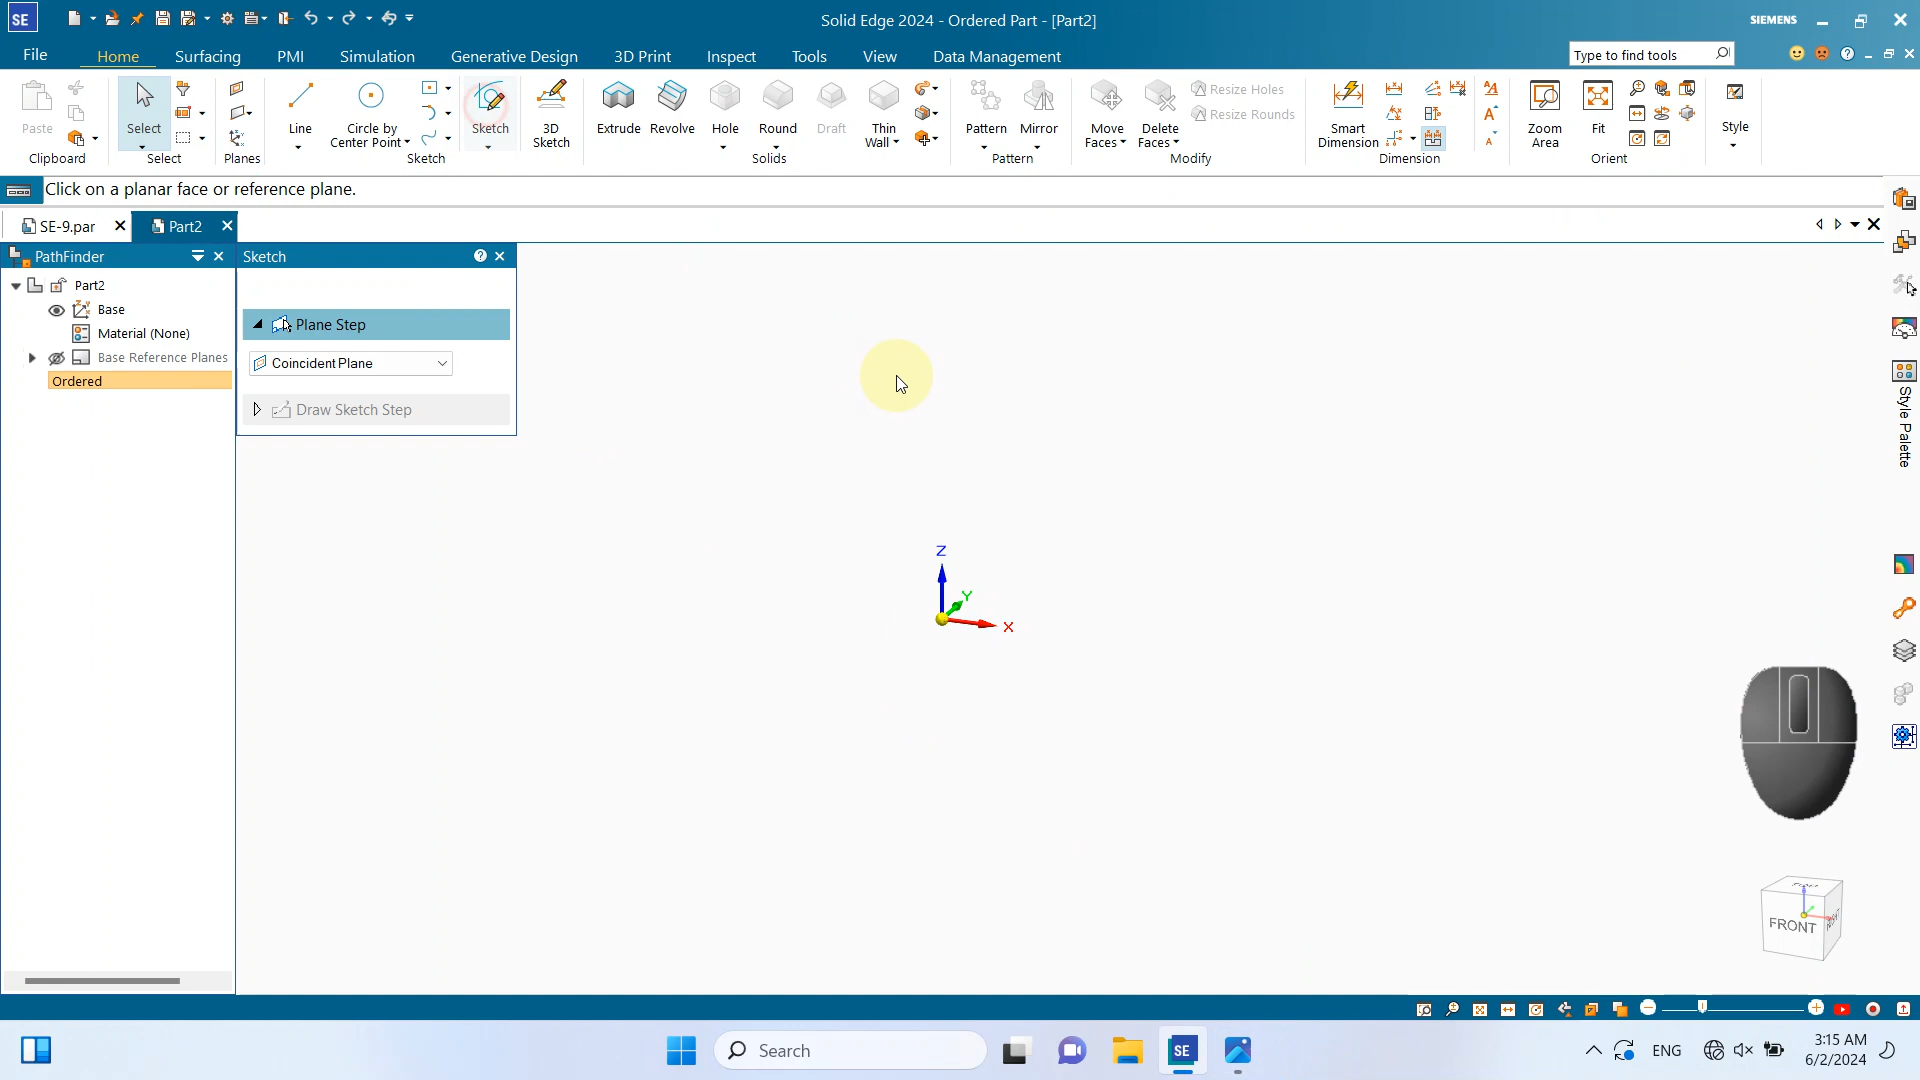 SE
Solid Edge 2024 - Ordered Part - [Part2]
SIEMENS
File
Home
Surfacing
PMI
Simulation
Generative Design
3D Print
Inspect
Tools
View
Data Management
Type to find tools
Paste
Clipboard
Select
Select
Planes
Line
Circle by
Center Point
Sketch
Sketch
3D
Sketch
Extrude
Revolve
Hole
Round
Draft
Thin
Wall
Solids
Pattern
Mirror
Pattern
Move
Faces
Delete
Faces
Resize Holes
Resize Rounds
Modify
Smart
Dimension
Dimension
Zoom
Area
Fit
Orient
Style
Click on a planar face or reference plane.
SE-9.par
Part2
PathFinder
Part2
Base
Material (None)
Base Reference Planes
Ordered
Sketch
Plane Step
Coincident Plane
Draw Sketch Step
Style Palette
Z
Y
X
FRONT
Search
SE
ENG
3:15 AM
6/2/2024